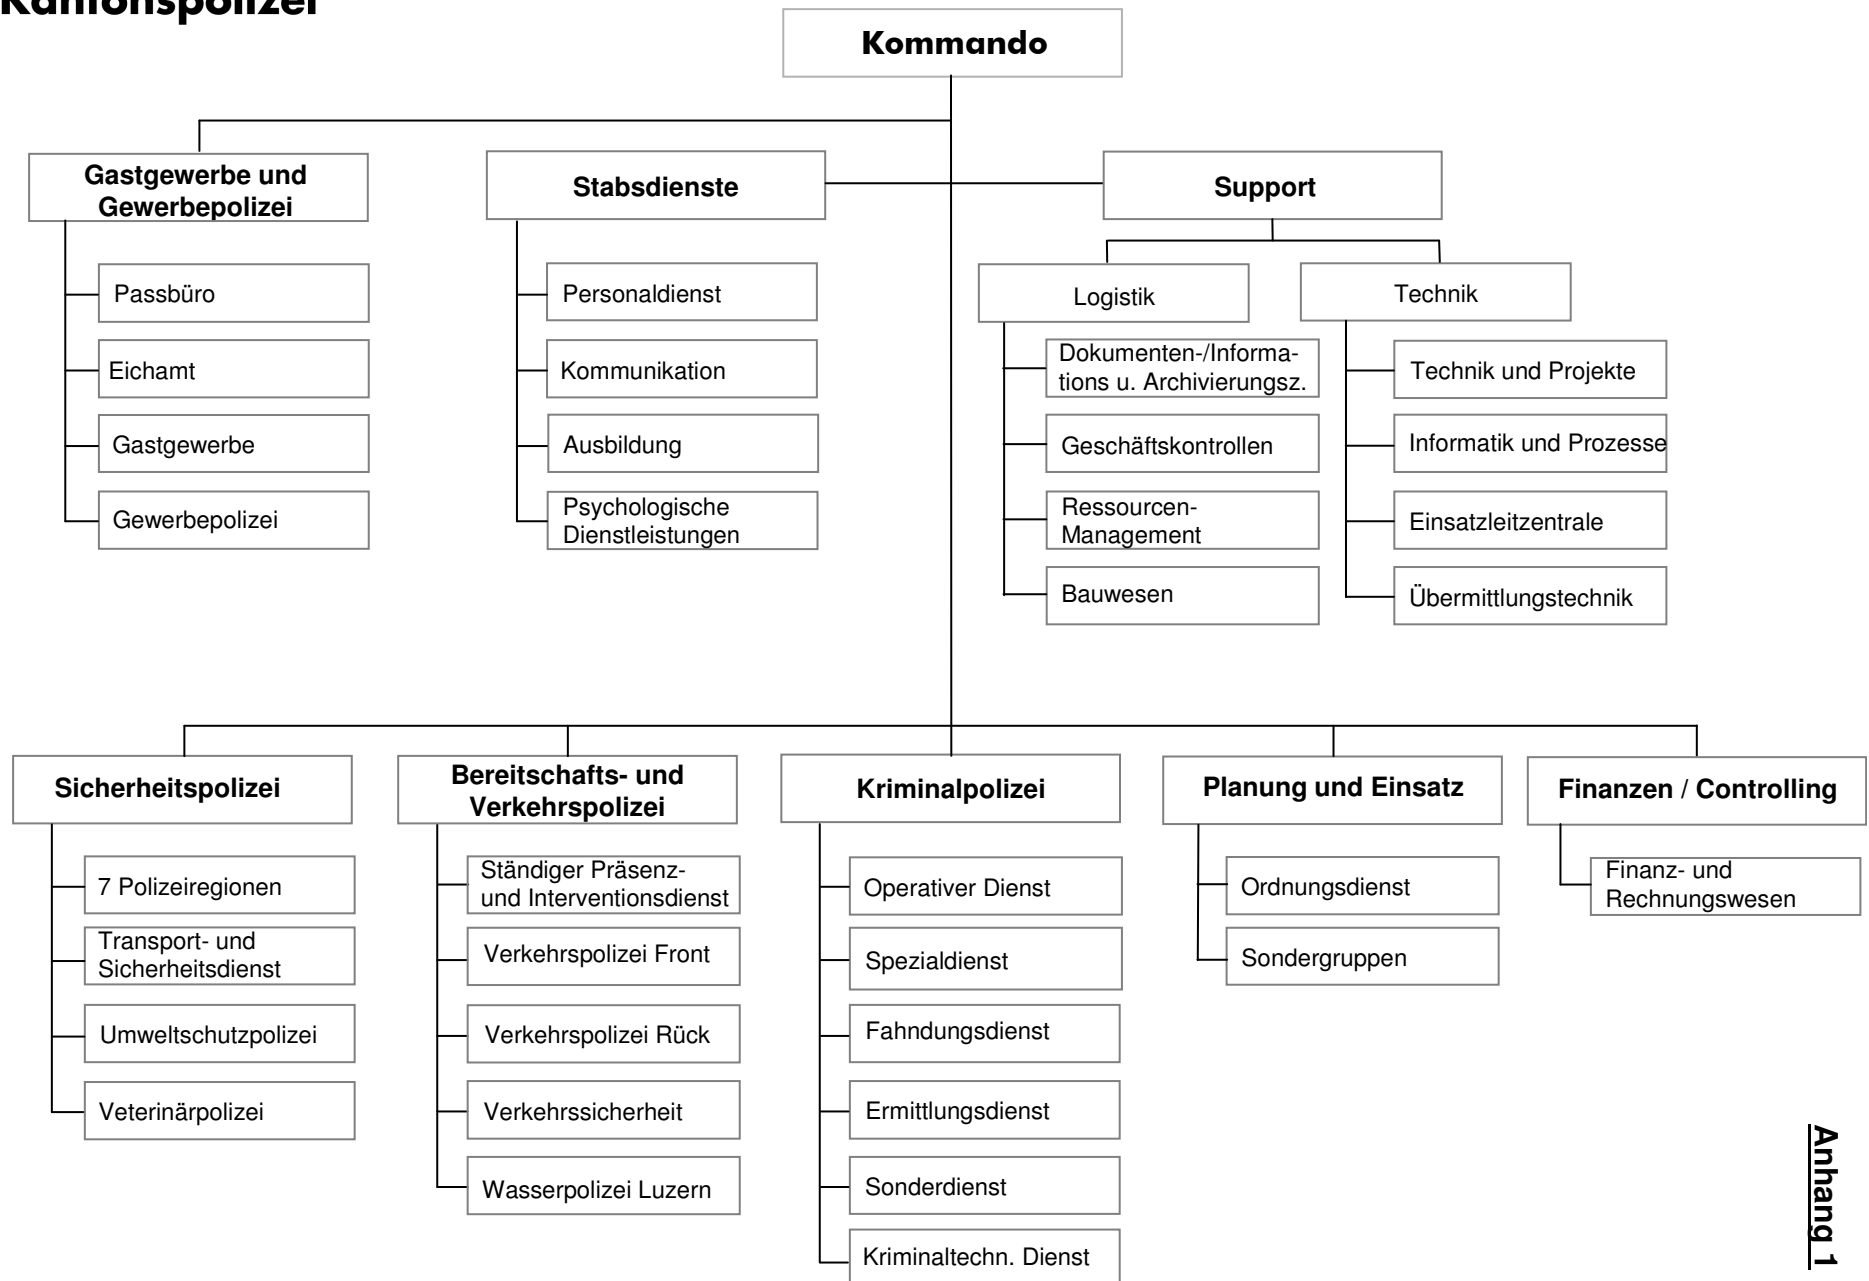 Kantonspolizei
Kommando
Gastgewerbe und
Gewerbepolizei
Passbüro
Eichamt
Gastgewerbe
Gewerbepolizei
Stabsdienste
Personaldienst
Kommunikation
Ausbildung
Psychologische
Dienstleistungen
Support
Logistik
Dokumenten-/Informa-
tions u. Archivierungsz.
Geschäftskontrollen
Ressourcen-
Management
Bauwesen
Technik
Technik und Projekte
Informatik und Prozesse
Einsatzleitzentrale
Übermittlungstechnik
Sicherheitspolizei
7 Polizeiregionen
Transport- und
Sicherheitsdienst
Umweltschutzpolizei
Veterinärpolizei
Bereitschafts- und
Verkehrspolizei
Ständiger Präsenz-
und Interventionsdienst
Verkehrspolizei Front
Verkehrspolizei Rück
Verkehrssicherheit
Wasserpolizei Luzern
Kriminalpolizei
Operativer Dienst
Spezialdienst
Fahndungsdienst
Ermittlungsdienst
Sonderdienst
Kriminaltechn. Dienst
Planung und Einsatz
Ordnungsdienst
Sondergruppen
Finanzen / Controlling
Finanz- und
Rechnungswesen
Anhang 1